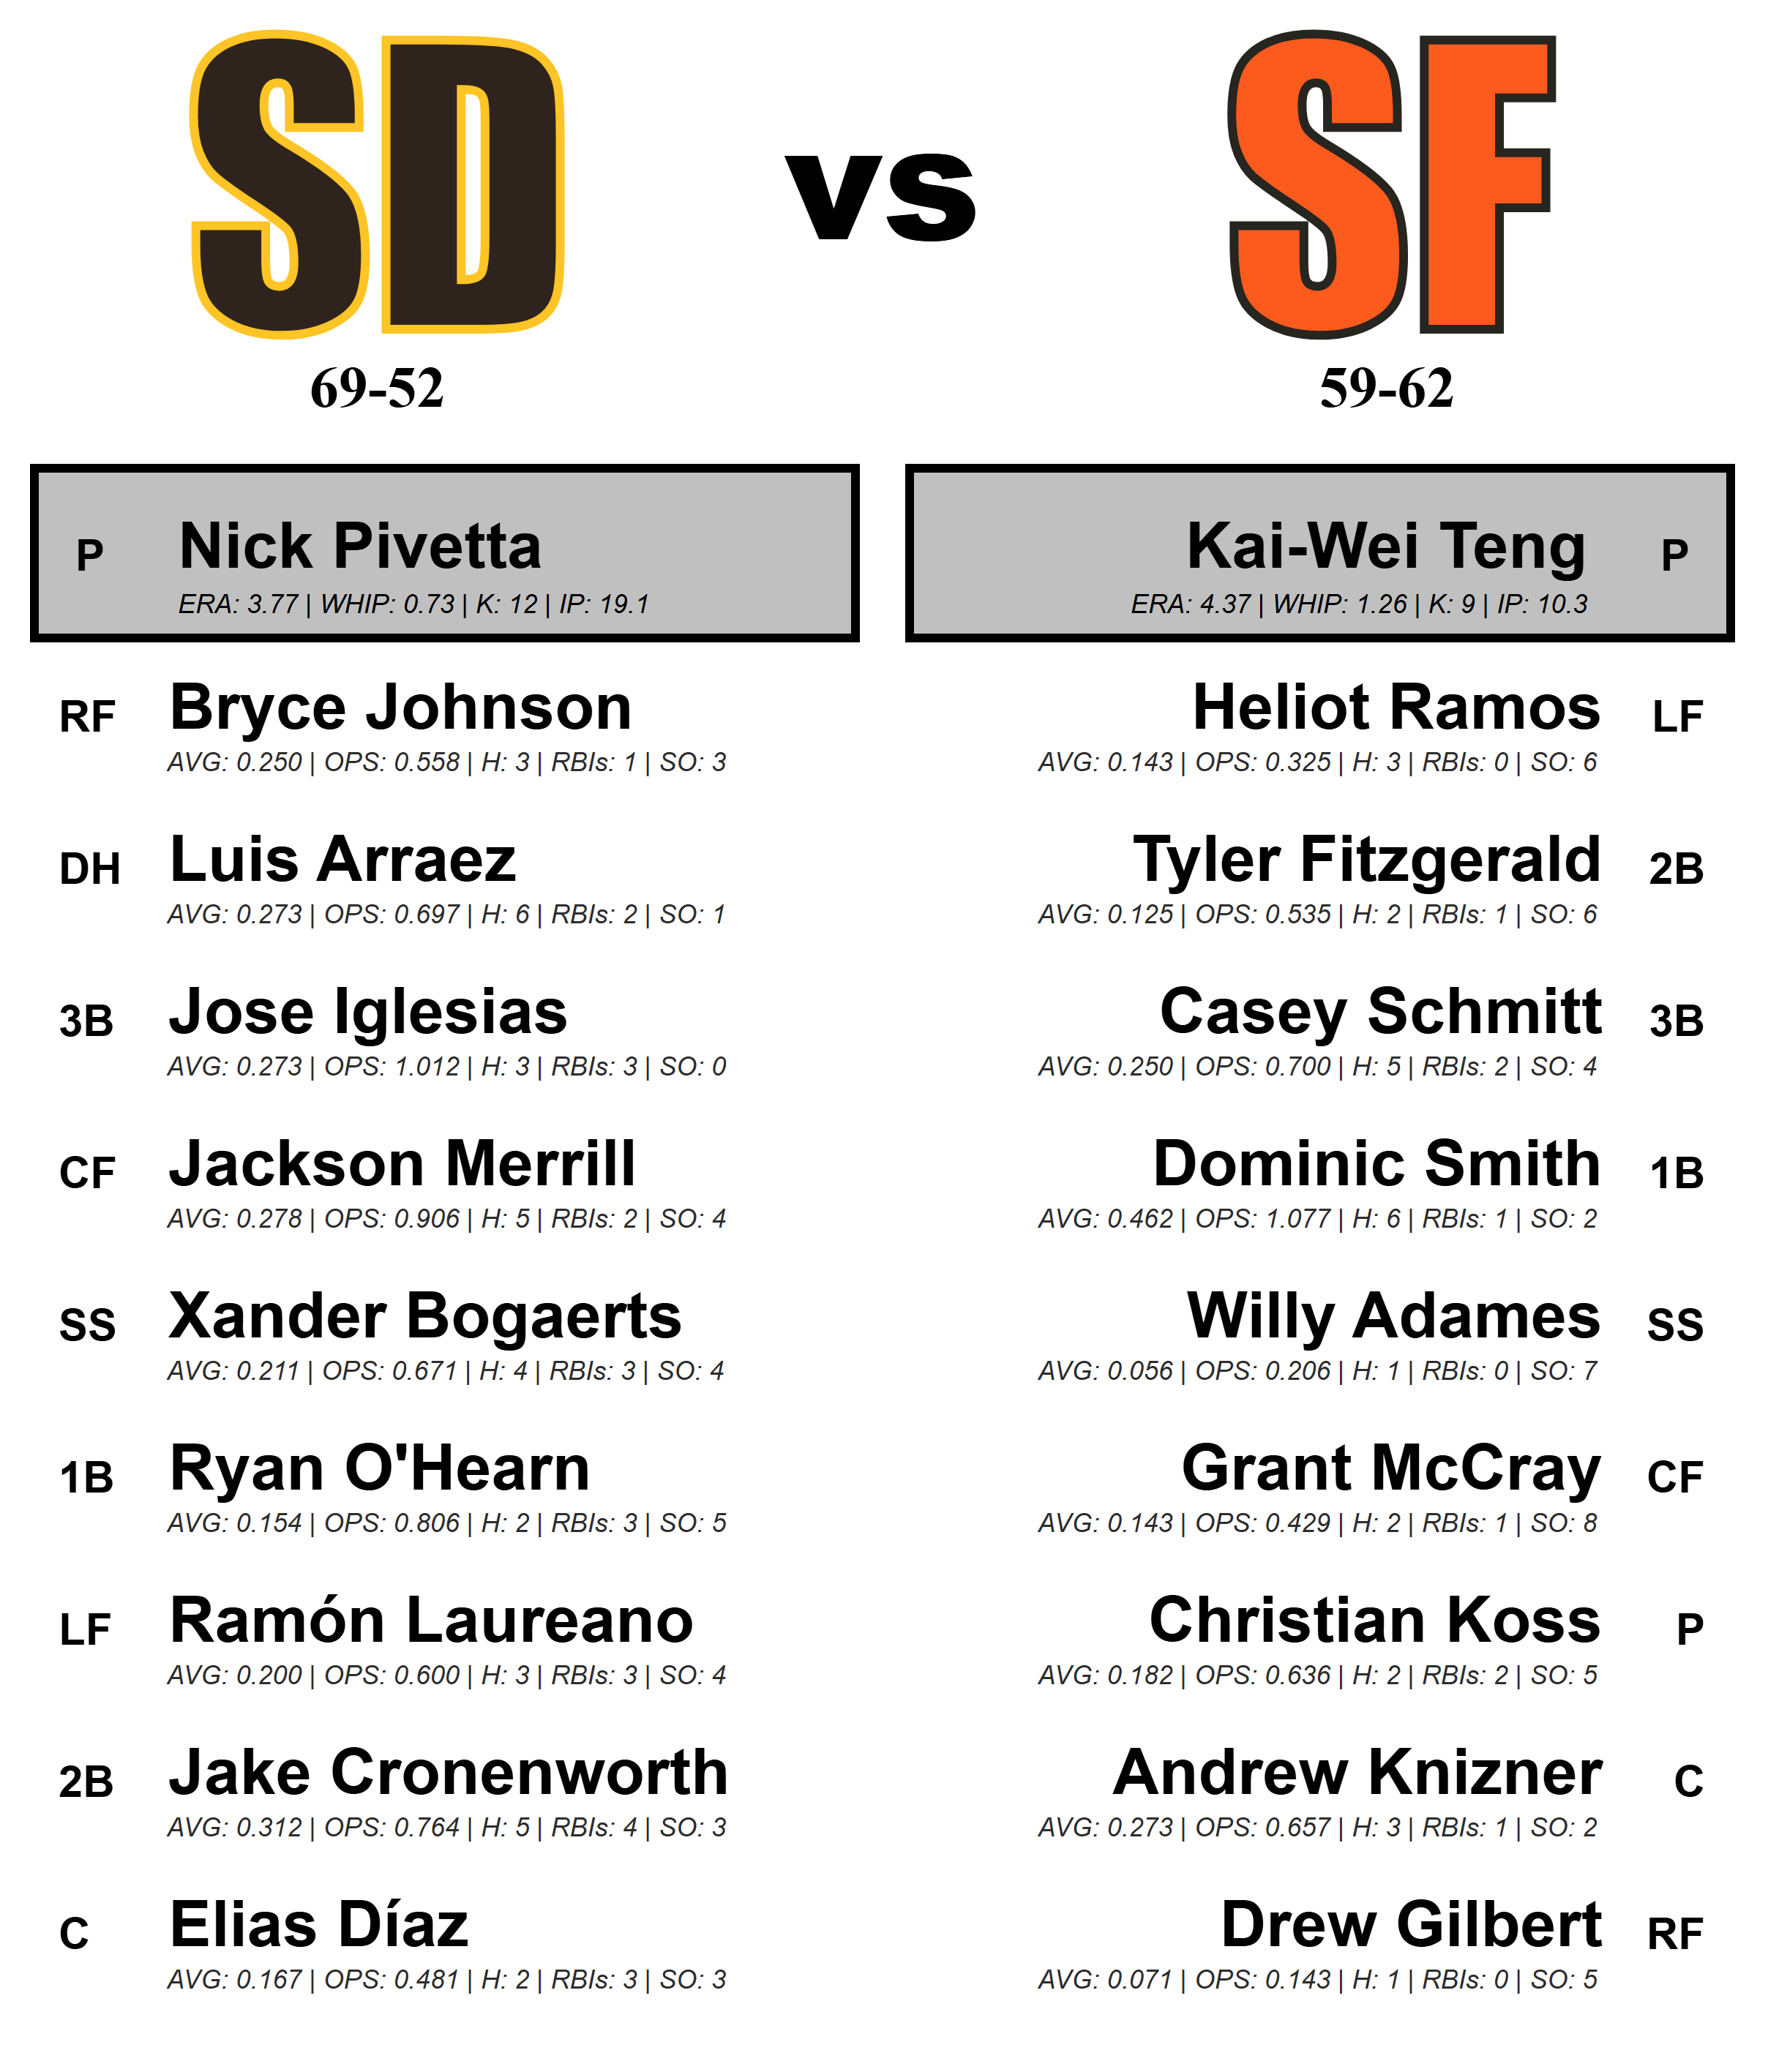 SD vs SF
69-52 59-62
P Nick Pivetta
ERA: 3.77 | WHIP: 0.73 | K: 12 | IP: 19.1
Kai-Wei Teng P
ERA: 4.37 | WHIP: 1.26 | K: 9 | IP: 10.3
RF Bryce Johnson
AVG: 0.250 | OPS: 0.558 | H: 3 | RBIs: 1 | SO: 3
DH Luis Arraez
AVG: 0.273 | OPS: 0.697 | H: 6 | RBIs: 2 | SO: 1
3B Jose Iglesias
AVG: 0.273 | OPS: 1.012 | H: 3 | RBIs: 3 | SO: 0
CF Jackson Merrill
AVG: 0.278 | OPS: 0.906 | H: 5 | RBIs: 2 | SO: 4
SS Xander Bogaerts
AVG: 0.211 | OPS: 0.671 | H: 4 | RBIs: 3 | SO: 4
1B Ryan O'Hearn
AVG: 0.154 | OPS: 0.806 | H: 2 | RBIs: 3 | SO: 5
LF Ramón Laureano
AVG: 0.200 | OPS: 0.600 | H: 3 | RBIs: 3 | SO: 4
2B Jake Cronenworth
AVG: 0.312 | OPS: 0.764 | H: 5 | RBIs: 4 | SO: 3
C Elias Díaz
AVG: 0.167 | OPS: 0.481 | H: 2 | RBIs: 3 | SO: 3
Heliot Ramos LF
AVG: 0.143 | OPS: 0.325 | H: 3 | RBIs: 0 | SO: 6
Tyler Fitzgerald 2B
AVG: 0.125 | OPS: 0.535 | H: 2 | RBIs: 1 | SO: 6
Casey Schmitt 3B
AVG: 0.250 | OPS: 0.700 | H: 5 | RBIs: 2 | SO: 4
Dominic Smith 1B
AVG: 0.462 | OPS: 1.077 | H: 6 | RBIs: 1 | SO: 2
Willy Adames SS
AVG: 0.056 | OPS: 0.206 | H: 1 | RBIs: 0 | SO: 7
Grant McCray CF
AVG: 0.143 | OPS: 0.429 | H: 2 | RBIs: 1 | SO: 8
Christian Koss P
AVG: 0.182 | OPS: 0.636 | H: 2 | RBIs: 2 | SO: 5
Andrew Knizner C
AVG: 0.273 | OPS: 0.657 | H: 3 | RBIs: 1 | SO: 2
Drew Gilbert RF
AVG: 0.071 | OPS: 0.143 | H: 1 | RBIs: 0 | SO: 5